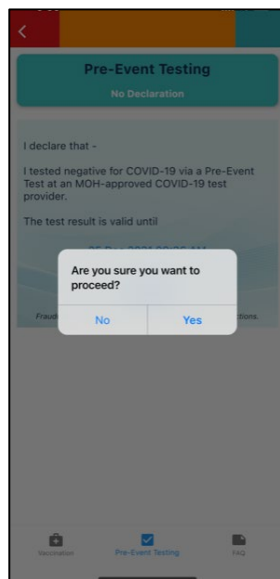 Pre-Event Testing
No Declaration
I declare that -
I tested negative for COVID-19 via a Pre-Event
Test at an MOH-approved COVID-19 test
provider.
The test result is valid until
Are you sure you want to
proceed?
No
Yes
Vaccination
Pre-Event Testing
FAQ